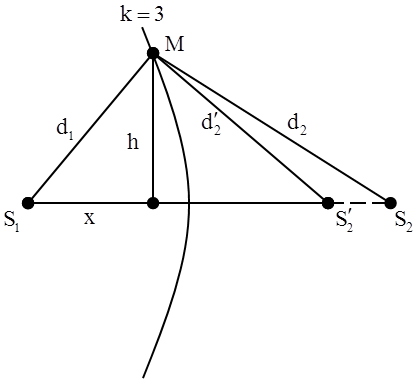 k = 3
M
d₁
h
d′₂
d₂
S₁
x
S′₂
S₂